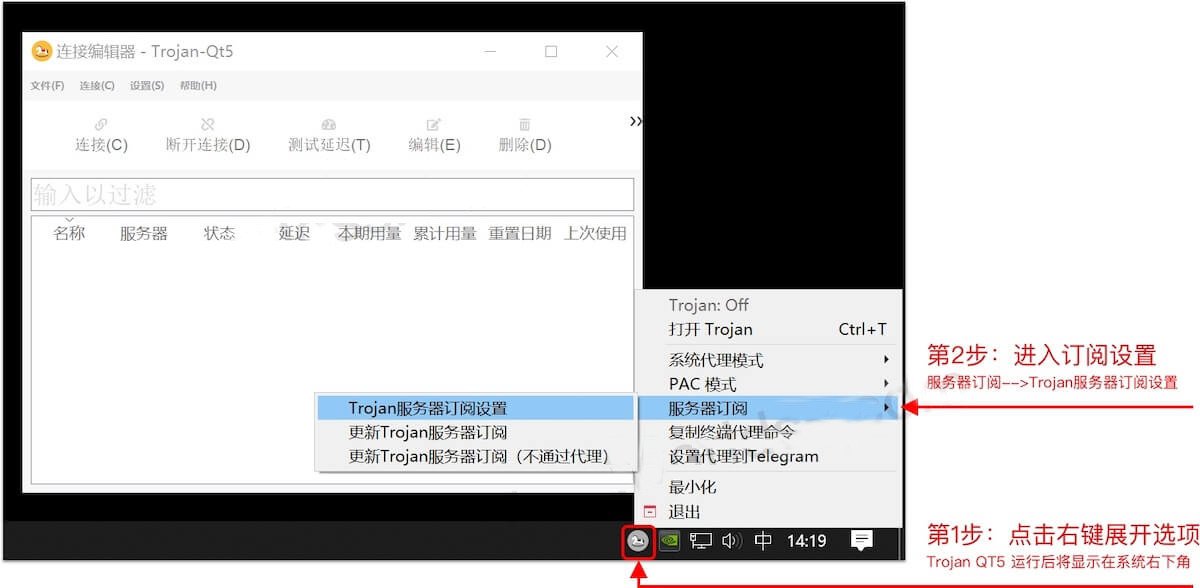 连接编辑器 - Trojan-Qt5
文件(F) 连接(C) 设置(S) 帮助(H)
连接(C) 断开连接(D) 测试延迟(T) 编辑(E) 删除(D)
输入以过滤
名称 服务器 状态 延迟 本期用量 累计用量 重置日期 上次使用
Trojan: Off
打开 Trojan Ctrl+T
系统代理模式
PAC 模式
服务器订阅
复制终端代理命令
设置代理到Telegram
最小化
退出
Trojan服务器订阅设置
更新Trojan服务器订阅
更新Trojan服务器订阅（不通过代理）
第2步：进入订阅设置
服务器订阅-->Trojan服务器订阅设置
中 14:19
第1步：点击右键展开选项
Trojan QT5 运行后将显示在系统右下角